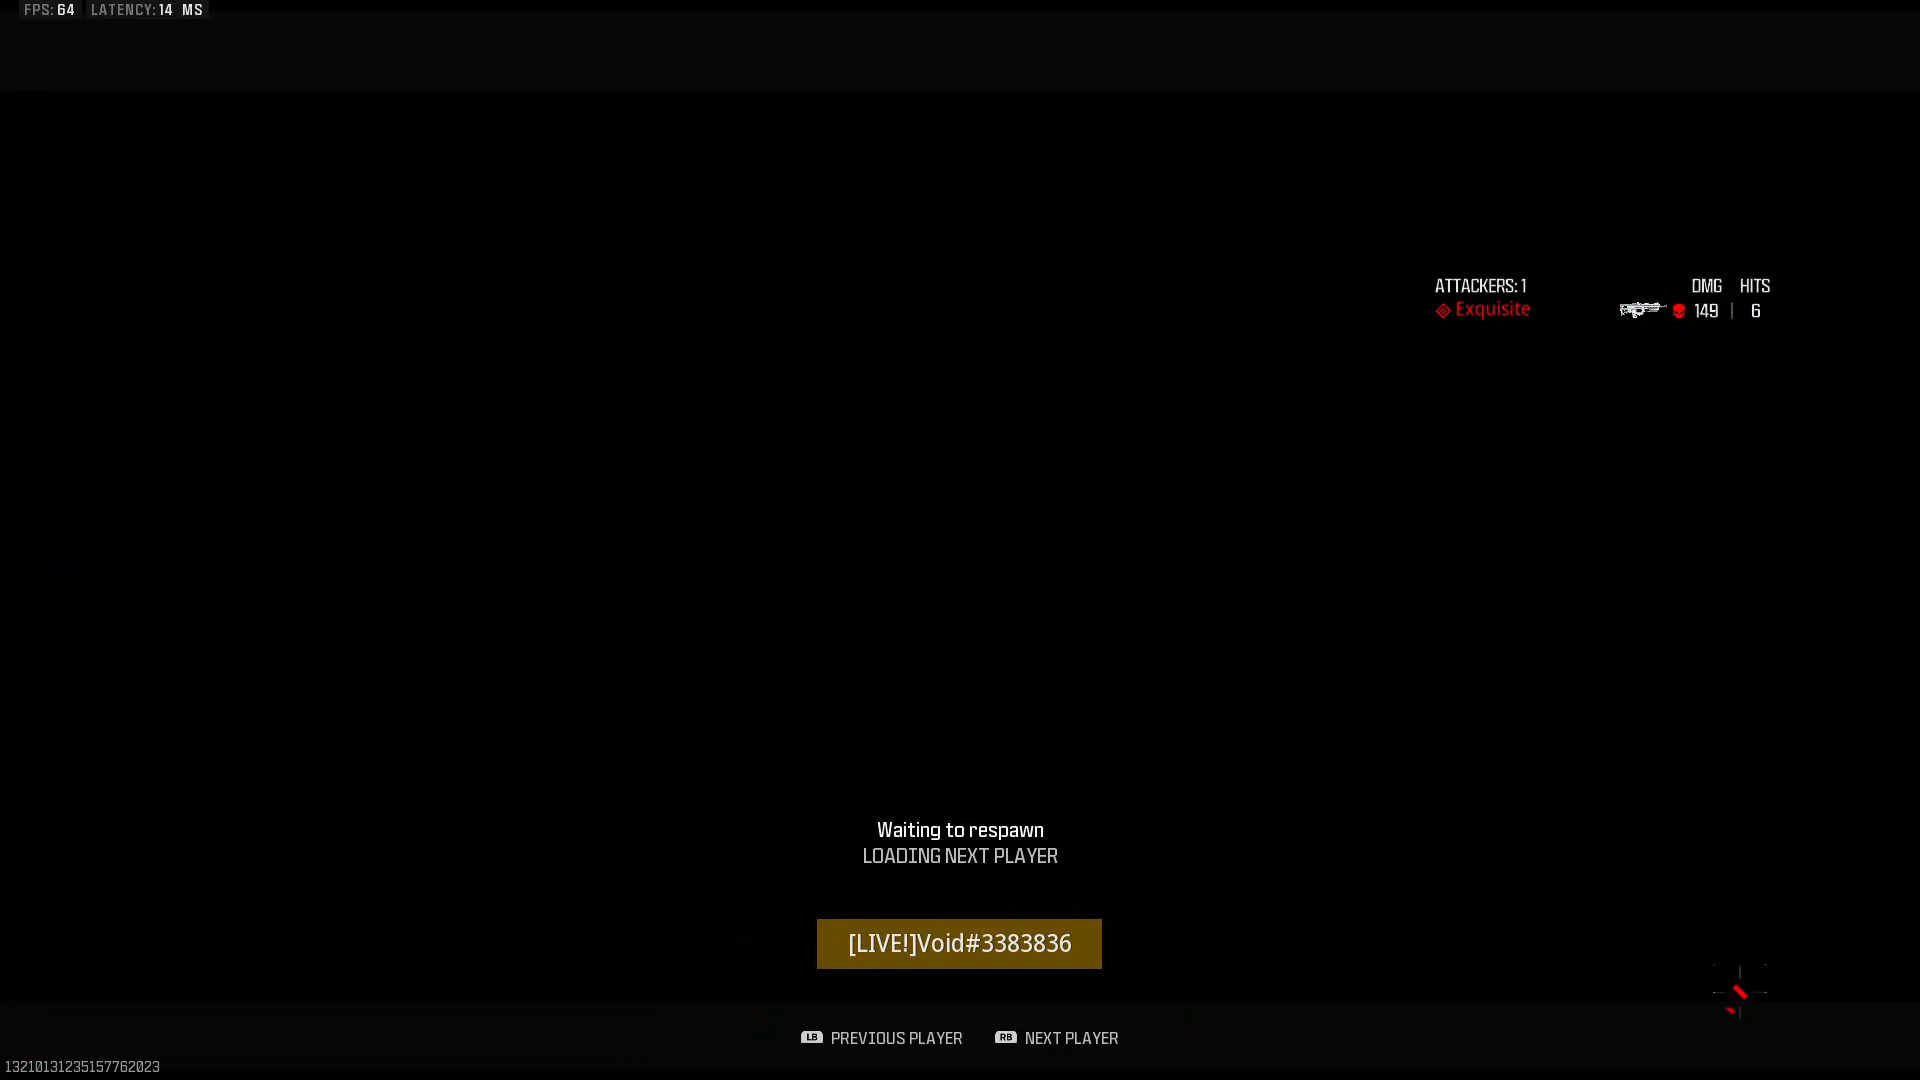 FPS: 64 LATENCY: 14 MS
ATTACKERS: 1 DMG HITS
Exquisite 149 | 6
Waiting to respawn
LOADING NEXT PLAYER
[LIVE!]Void#3383836
LB PREVIOUS PLAYER RB NEXT PLAYER
13210131235157762023